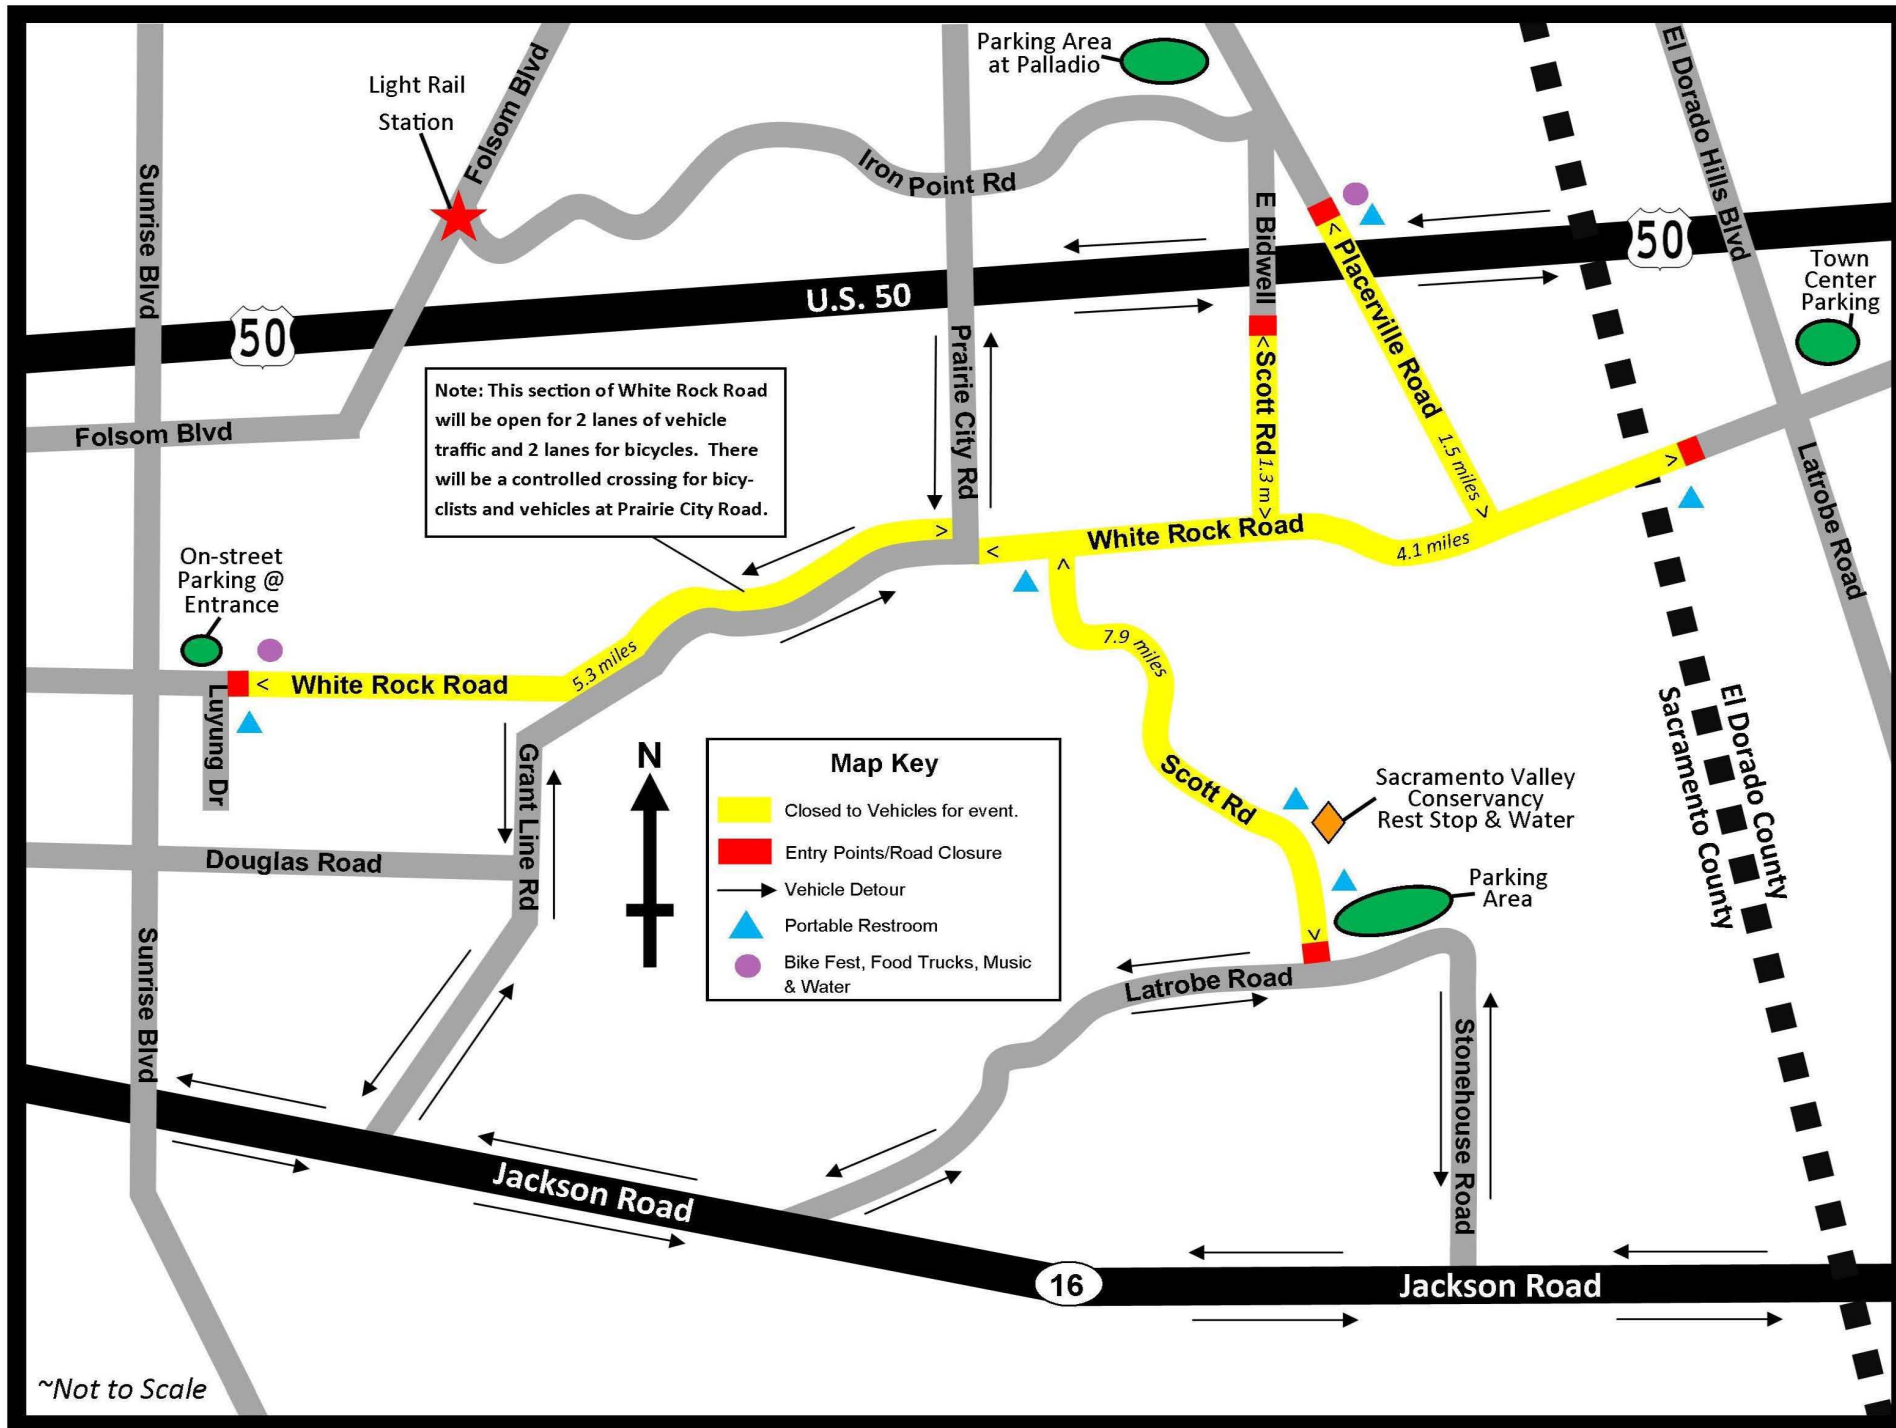 Parking Area
at Palladio
El Dorado Hills Blvd
Light Rail
Station
Folsom Blvd
Sunrise Blvd
Iron Point Rd
E Bidwell
50
Town
Center
Parking
U.S. 50
50
< Placerville Road 1.5 miles >
Prairie City Rd
<Scott Rd 1.3 m>
Note: This section of White Rock Road
will be open for 2 lanes of vehicle
traffic and 2 lanes for bicycles. There
will be a controlled crossing for bicy-
clists and vehicles at Prairie City Road.
Folsom Blvd
Latrobe Road
>
>
< White Rock Road
4.1 miles
On-street
Parking @
Entrance
<
7.9 miles
5.3 miles
< White Rock Road
Luyung Dr
Sacramento County
El Dorado County
Grant Line Rd
N
Map Key
Closed to Vehicles for event.
Entry Points/Road Closure
Vehicle Detour
Portable Restroom
Bike Fest, Food Trucks, Music
& Water
Scott Rd
Sacramento Valley
Conservancy
Rest Stop & Water
Douglas Road
Parking
Area
>
Sunrise Blvd
Latrobe Road
Stonehouse Road
Jackson Road
16
Jackson Road
~Not to Scale